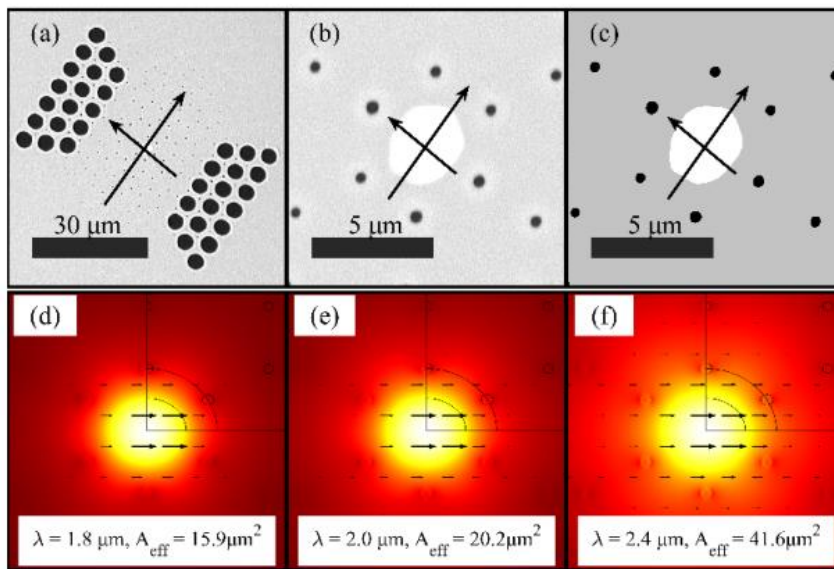 (a) (b) (c)
30 μm 5 μm 5 μm
(d) (e) (f)
λ = 1.8 μm, A_eff = 15.9μm² λ = 2.0 μm, A_eff = 20.2μm² λ = 2.4 μm, A_eff = 41.6μm²